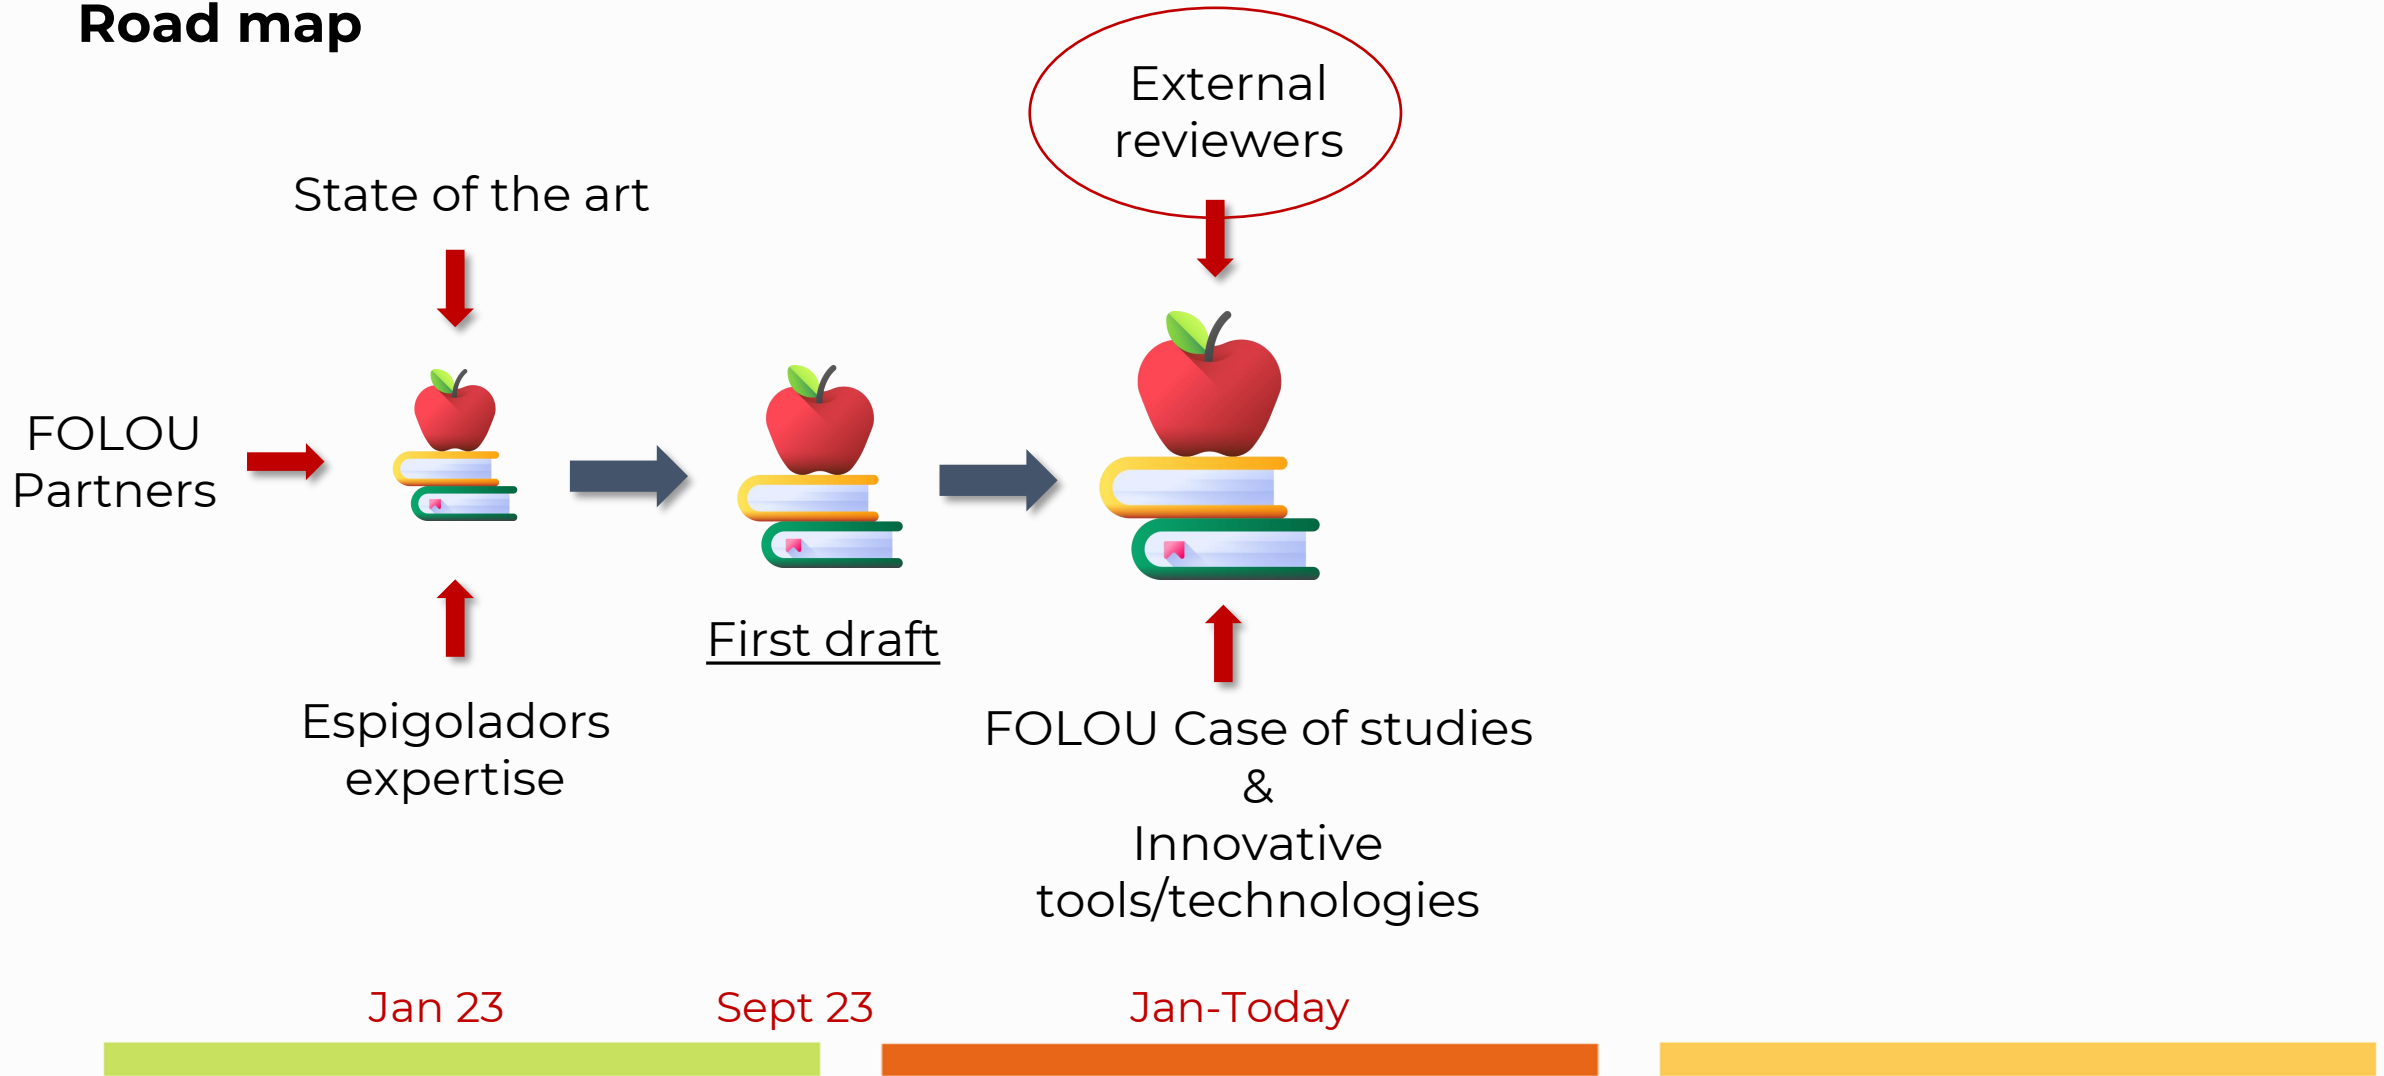 Road map
External
reviewers
State of the art
FOLOU
Partners
First draft
Espigoladors
expertise
FOLOU Case of studies
&
Innovative
tools/technologies
Jan 23
Sept 23
Jan-Today